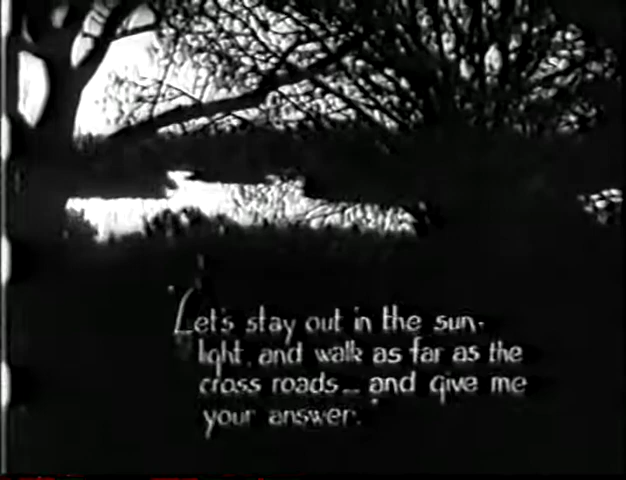 "Let's stay out in the sun-
light, and walk as far as the
cross roads — and give me
your answer."